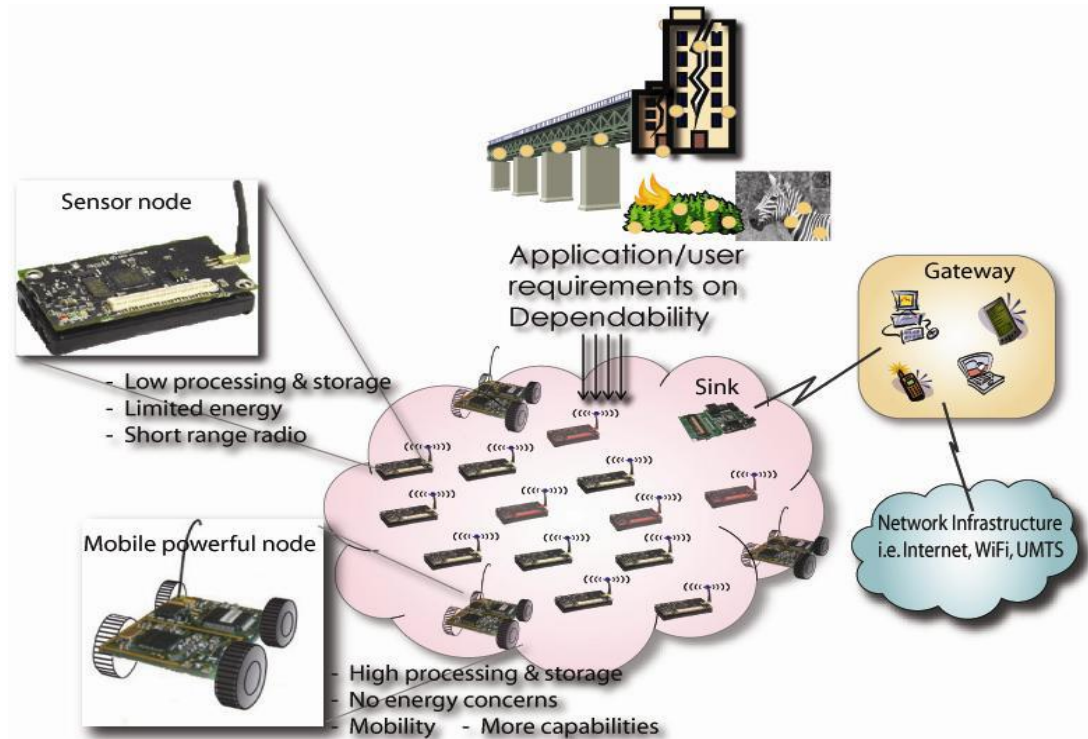 Sensor node
Application/user
requirements on
Dependability
Gateway
- Low processing & storage
- Limited energy
- Short range radio
Sink
Mobile powerful node
Network Infrastructure
i.e. Internet, WiFi, UMTS
- High processing & storage
- No energy concerns
- Mobility - More capabilities